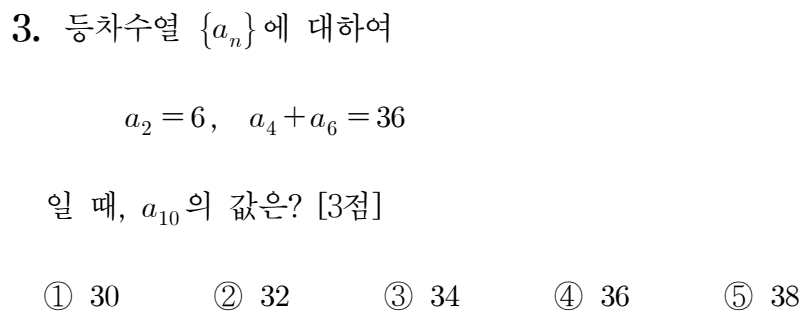 3. 등차수열 {aₙ}에 대하여
a₂=6, a₄+a₆=36
일 때, a₁₀의 값은? [3점]
① 30 ② 32 ③ 34 ④ 36 ⑤ 38